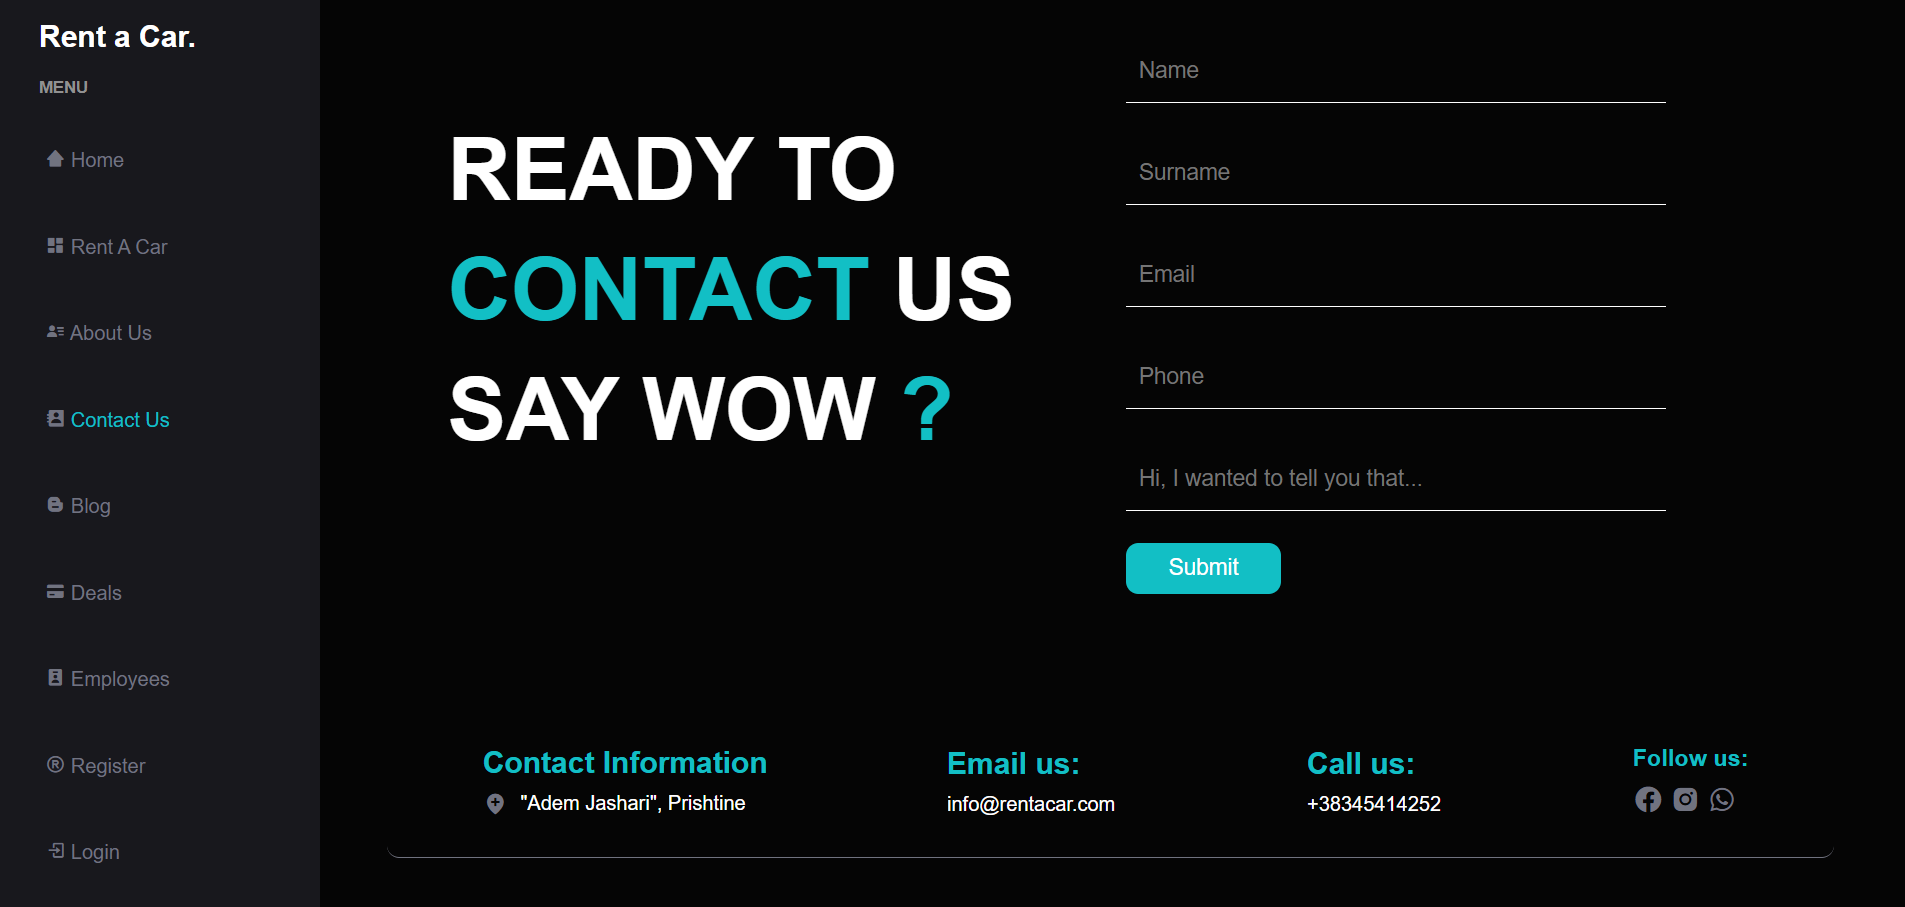 Rent a Car.
MENU
Home
Rent A Car
About Us
Contact Us
Blog
Deals
Employees
Register
Login
READY TO
CONTACT US
SAY WOW ?
Name
Surname
Email
Phone
Hi, I wanted to tell you that...
Submit
Contact Information
"Adem Jashari", Prishtine
Email us:
info@rentacar.com
Call us:
+38345414252
Follow us: